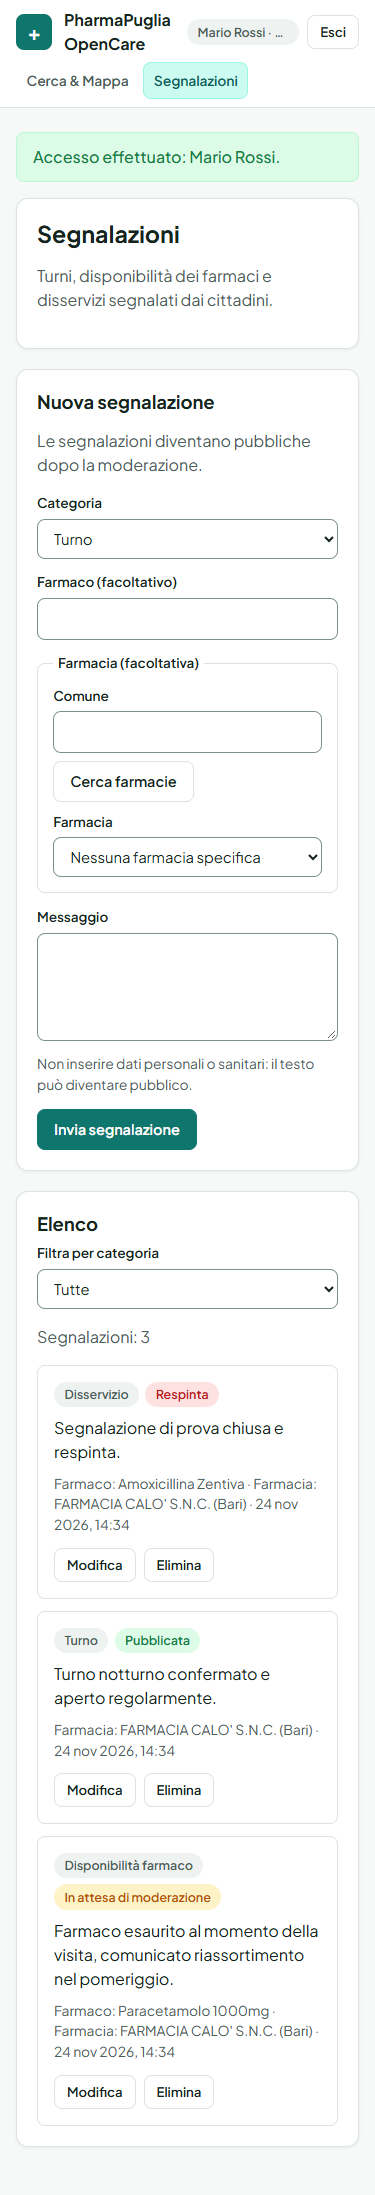 +
PharmaPuglia
OpenCare
Mario Rossi · ...
Esci
Cerca & Mappa
Segnalazioni
Accesso effettuato: Mario Rossi.
Segnalazioni
Turni, disponibilità dei farmaci e
disservizi segnalati dai cittadini.
Nuova segnalazione
Le segnalazioni diventano pubbliche
dopo la moderazione.
Categoria
Turno
Farmaco (facoltativo)
Farmacia (facoltativa)
Comune
Cerca farmacie
Farmacia
Nessuna farmacia specifica
Messaggio
Non inserire dati personali o sanitari: il testo
può diventare pubblico.
Invia segnalazione
Elenco
Filtra per categoria
Tutte
Segnalazioni: 3
Disservizio
Respinta
Segnalazione di prova chiusa e
respinta.
Farmaco: Amoxicillina Zentiva · Farmacia:
FARMACIA CALO' S.N.C. (Bari) · 24 nov
2026, 14:34
Modifica
Elimina
Turno
Pubblicata
Turno notturno confermato e
aperto regolarmente.
Farmacia: FARMACIA CALO' S.N.C. (Bari) ·
24 nov 2026, 14:34
Modifica
Elimina
Disponibilità farmaco
In attesa di moderazione
Farmaco esaurito al momento della
visita, comunicato riassortimento
nel pomeriggio.
Farmaco: Paracetamolo 1000mg ·
Farmacia: FARMACIA CALO' S.N.C. (Bari) ·
24 nov 2026, 14:34
Modifica
Elimina